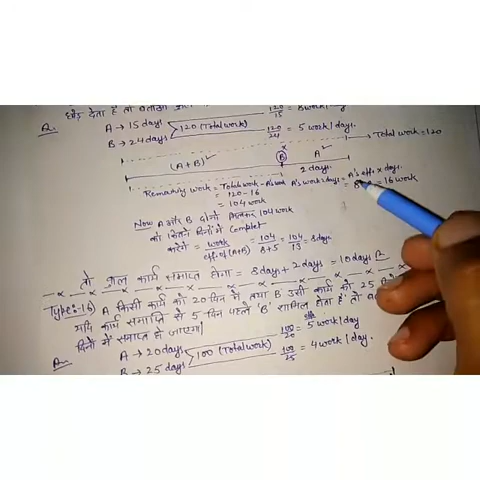 छोड़ देता है तो बताओ
Q. A → 15 days 120 (Total work) 120/15 = 8 work/
B → 24 days 120/24 = 5 work/day.
→ Total work = 120
(A+B) ✓ B × A ✓
2 days.
Remaining work = Total work - A's work
A's work 2 days = A's eff. × days.
= 120-16 = 8 = 16 work
= 104 work
Now A और B दोनों मिलकर 104 work
को कितने दिनों में Complet
करेंगे = work/eff. of (A+B) = 104/8+5 = 104/13 = 8 days
तो कुल कार्य समाप्त होगा = 8 days + 2 days = 10 days
Type:-16) A किसी कार्य को 20 दिन में तथा B उसी कार्य को 25
यदि कार्य समाप्ति से 5 दिन पहले 'B' शामिल होता है तो
दिनों में समाप्त हो जाएगा।
A → 20 days 100 (Total work) 100/20 = 5 work/day
B → 25 days 100/25 = 4 work/day.